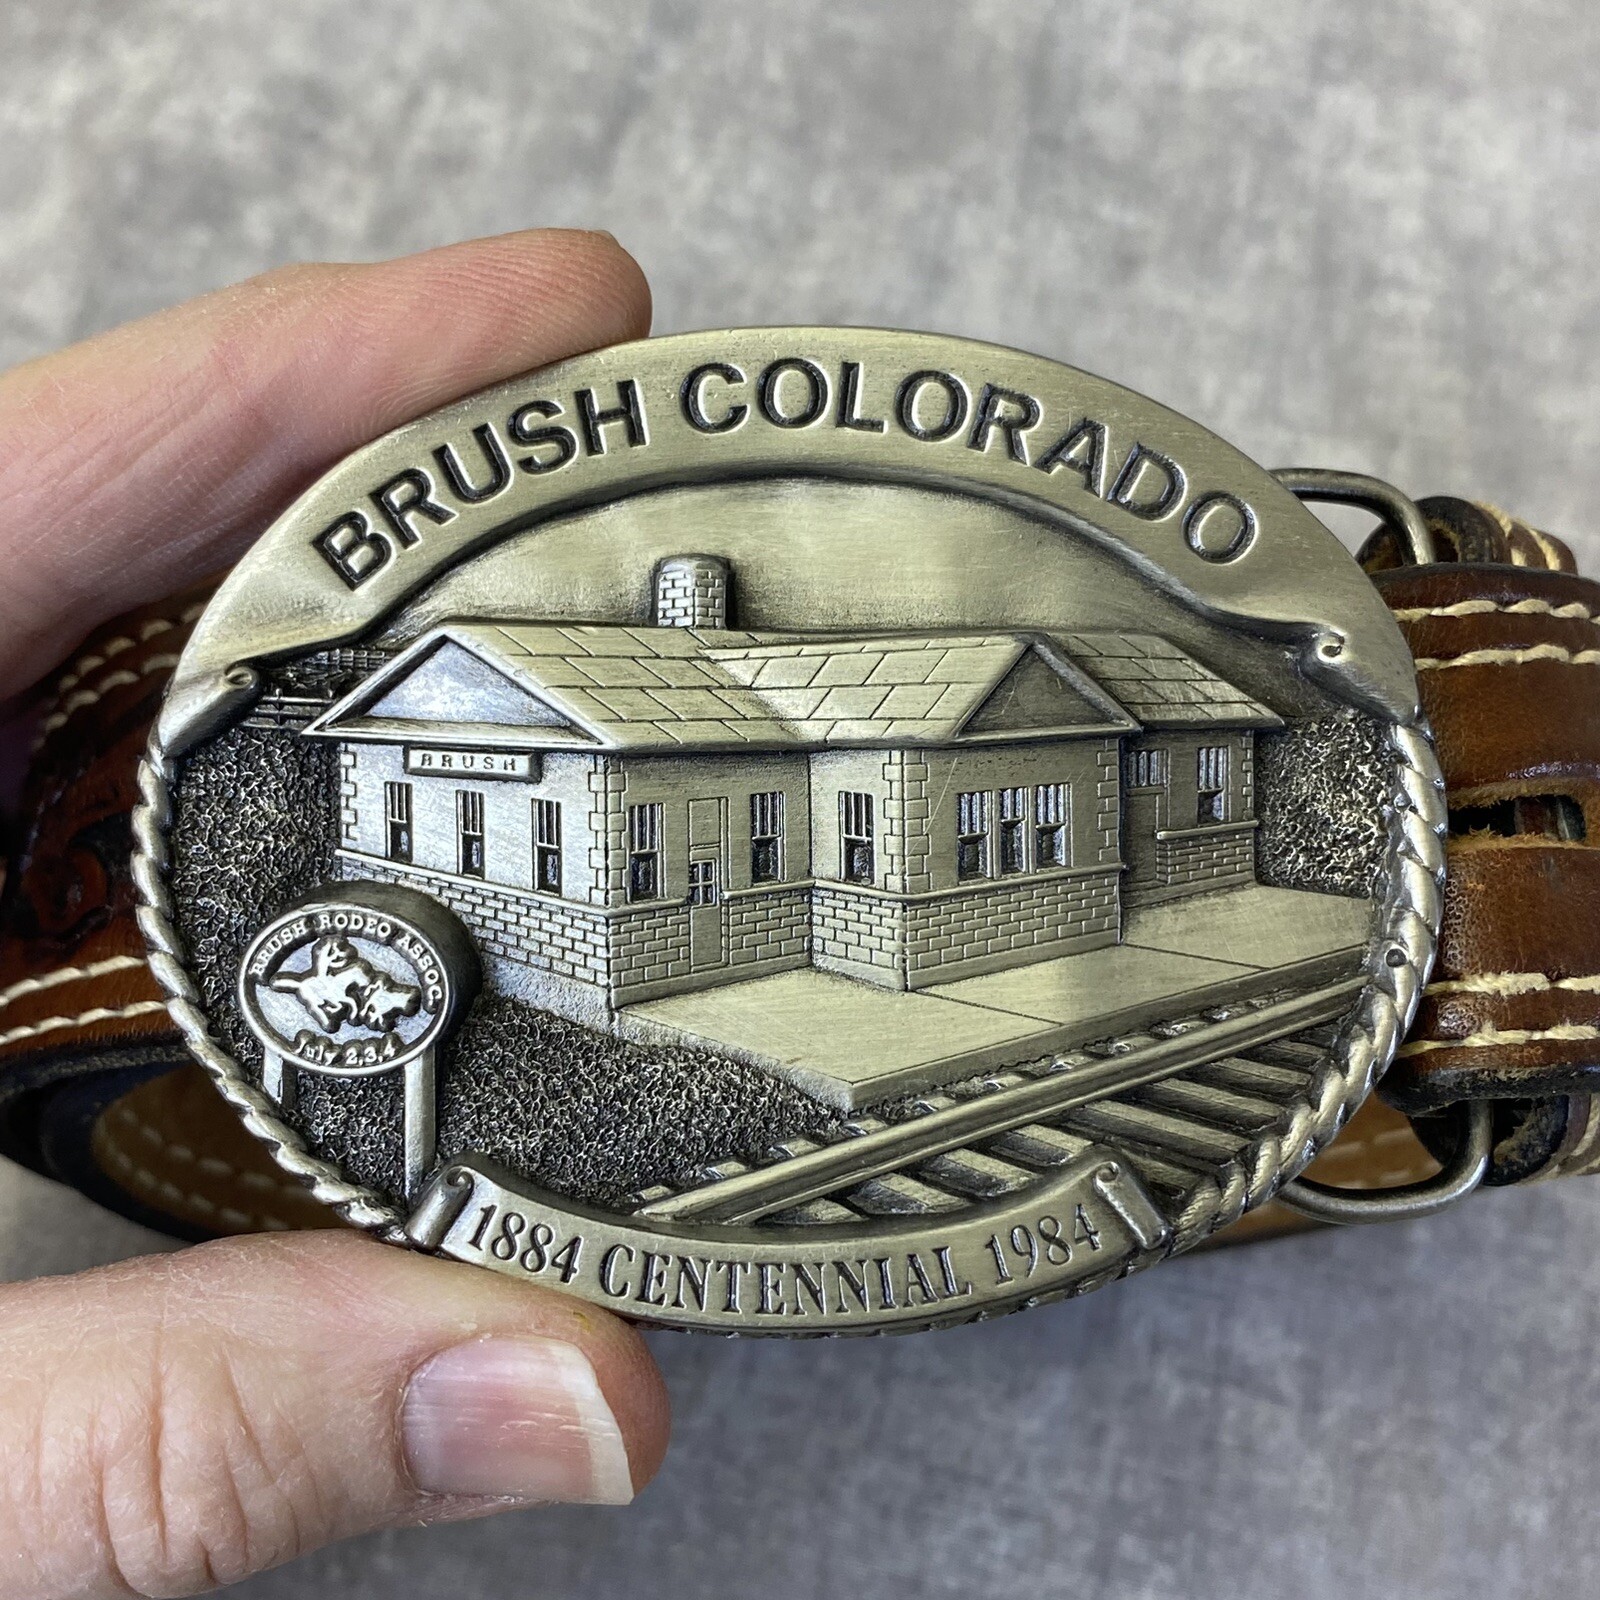 BRUSH COLORADO
BRUSH
BRUSH RODEO ASSOC.
July 2,3,4
1884 CENTENNIAL 1984